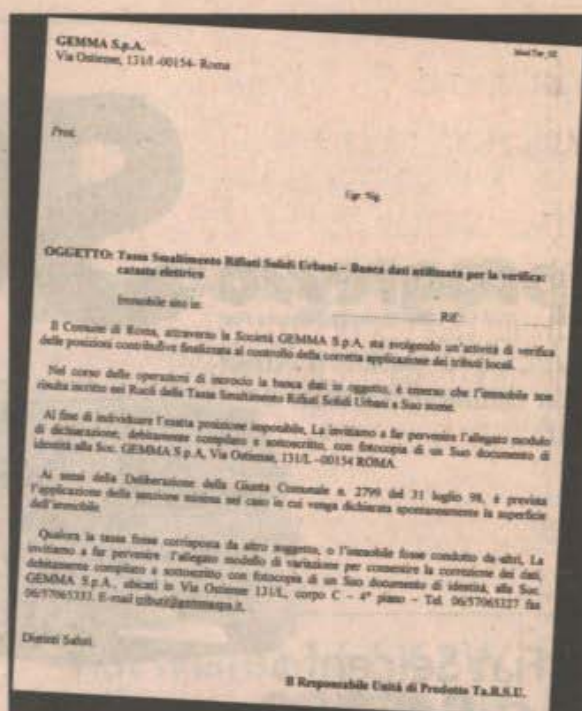 GEMMA S.p.A.
Via Ostiense, 131/l -00154- Roma
Prot.
Egr. Sig.
OGGETTO: Tassa Smaltimento Rifiuti Solidi Urbani – Banca dati utilizzata per la verifica:
catasto elettrico
Immobile sito in: Rif:
Il Comune di Roma, attraverso la Società GEMMA S.p.A. sta svolgendo un'attività di verifica
delle posizioni contributive finalizzata al controllo della corretta applicazione dei tributi locali.
Nel corso delle operazioni di incrocio la banca dati in oggetto, è emerso che l'immobile non
risulta iscritto nei Ruoli della Tassa Smaltimento Rifiuti Solidi Urbani a Suo nome.
Al fine di individuare l'esatta posizione imponibile, La invitiamo a far pervenire l'allegato modulo
di dichiarazione, debitamente compilato e sottoscritto, con fotocopia di un Suo documento di
identità alla Soc. GEMMA S.p.A, Via Ostiense, 131/L –00154 ROMA.
Ai sensi della Deliberazione della Giunta Comunale n. 2799 del 31 luglio 98, è prevista
l'applicazione della sanzione minima nel caso in cui venga dichiarata spontaneamente la superficie
dell'immobile.
Qualora la tassa fosse corrisposta da altro soggetto, o l'immobile fosse condotto da altri, La
invitiamo a far pervenire l'allegato modello di variazione per consentire la correzione dei dati,
debitamente compilato e sottoscritto con fotocopia di un Suo documento di identità, alla Soc.
GEMMA S.p.A., ubicati in Via Ostiense 131/L, corpo C – 4° piano – Tel. 06/57065327 fax
06/57065333. E-mail
Distinti Saluti
Il Responsabile Unità di Prodotto Ta.R.S.U.